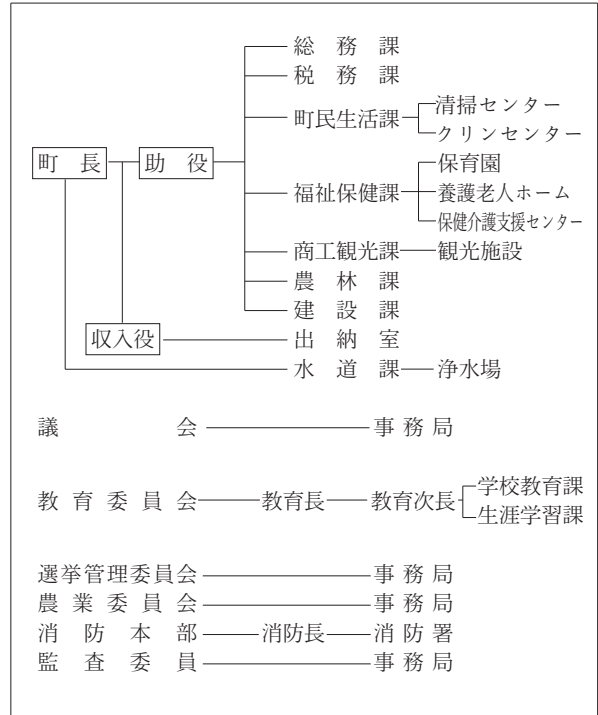 総務課
税務課
町民生活課 清掃センター
クリンセンター
町長 助役
福祉保健課 保育園
養護老人ホーム
保健介護支援センター
商工観光課 観光施設
農林課
建設課
収入役 出納室
水道課 浄水場
議会 事務局
教育委員会 教育長 教育次長 学校教育課
生涯学習課
選挙管理委員会 事務局
農業委員会 事務局
消防本部 消防長 消防署
監査委員 事務局